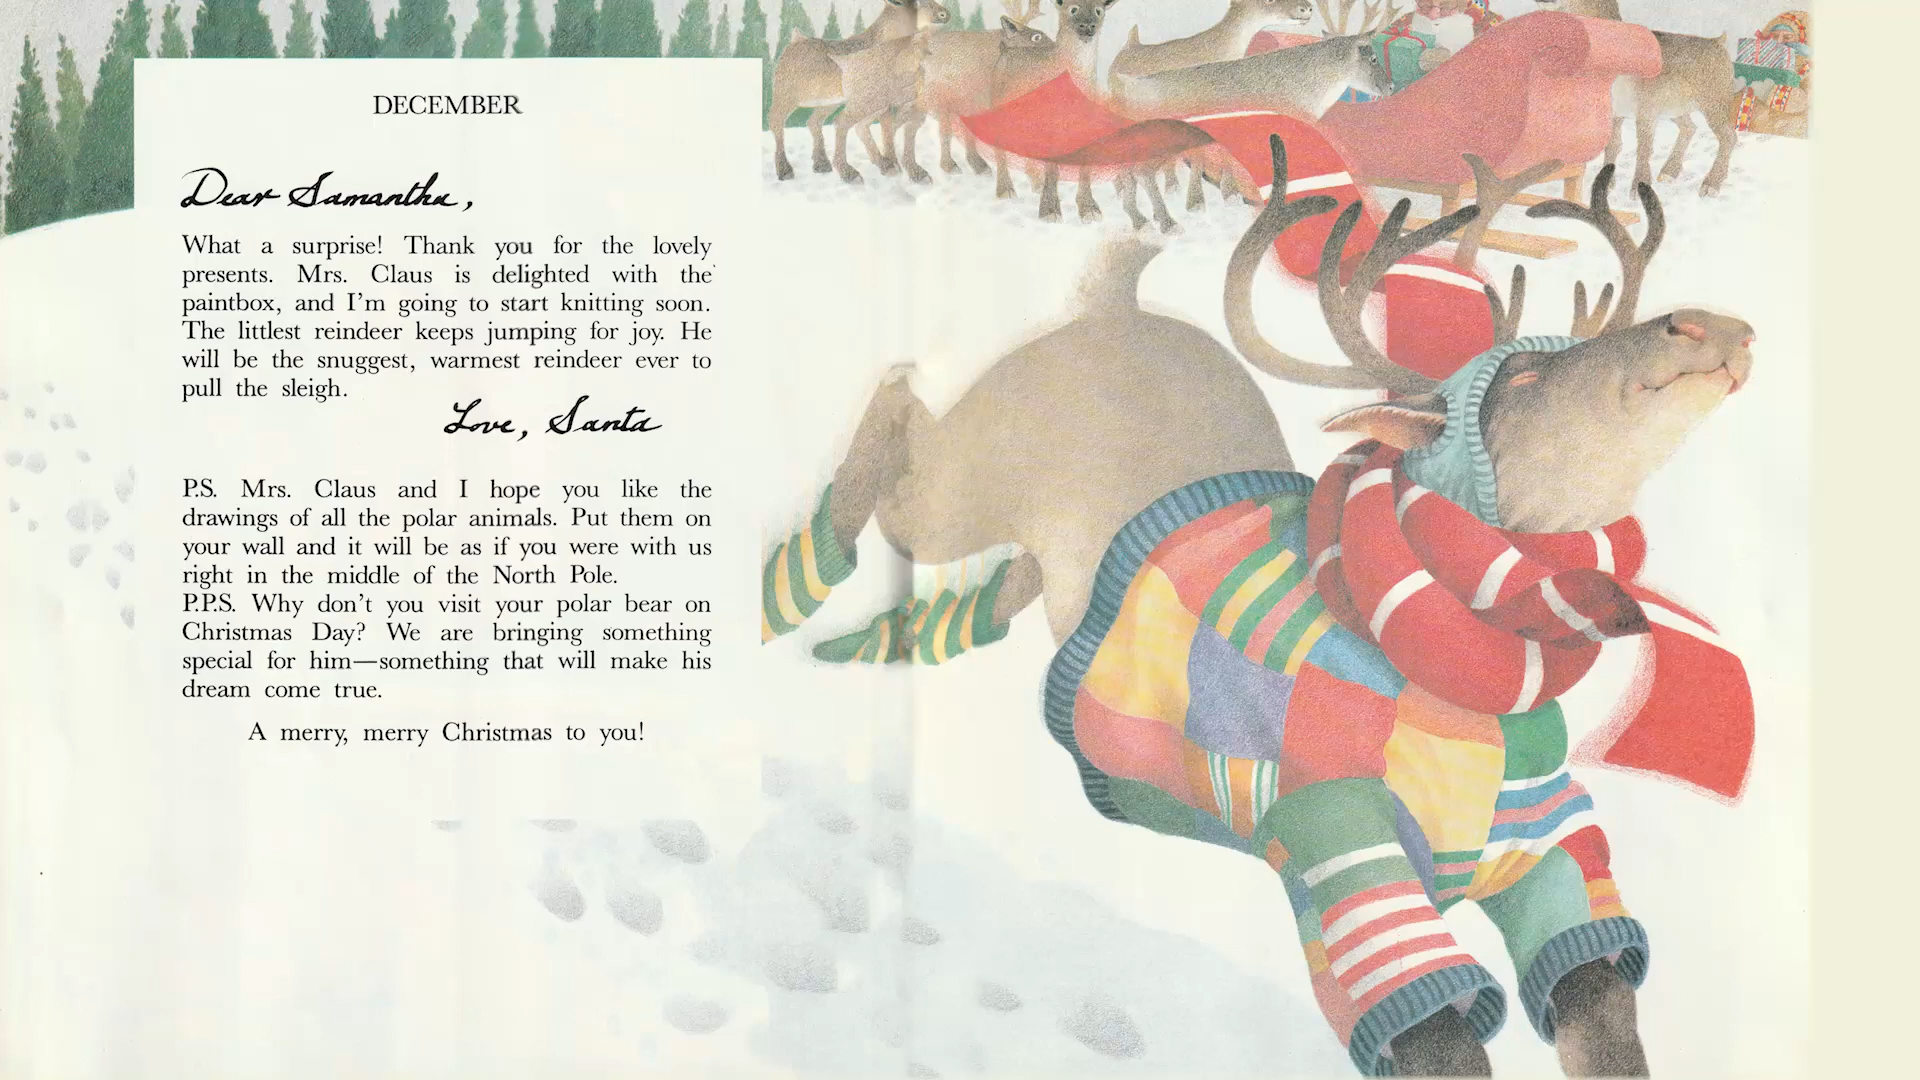 DECEMBER
Dear Samantha,
What a surprise! Thank you for the lovely
presents. Mrs. Claus is delighted with the
paintbox, and I'm going to start knitting soon.
The littlest reindeer keeps jumping for joy. He
will be the snuggest, warmest reindeer ever to
pull the sleigh.
Love, Santa
P.S. Mrs. Claus and I hope you like the
drawings of all the polar animals. Put them on
your wall and it will be as if you were with us
right in the middle of the North Pole.
P.P.S. Why don't you visit your polar bear on
Christmas Day? We are bringing something
special for him—something that will make his
dream come true.
A merry, merry Christmas to you!